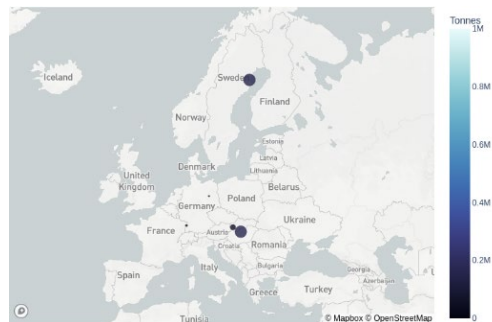 Tonnes
1M
Iceland
Swede
Finland
Norway
0.8M
Estonia
Latvia
Lithuania
Denmark
United
Kingdom
Belarus
0.6M
Poland
Germany
Ukraine
0.4M
France
Austria
Croatia
Romania
Italy
Bulgaria
0.2M
Georgia
Spain
Azerbaijan
Greece
Turkey
Tunisia
© Mapbox © OpenStreetMap
0